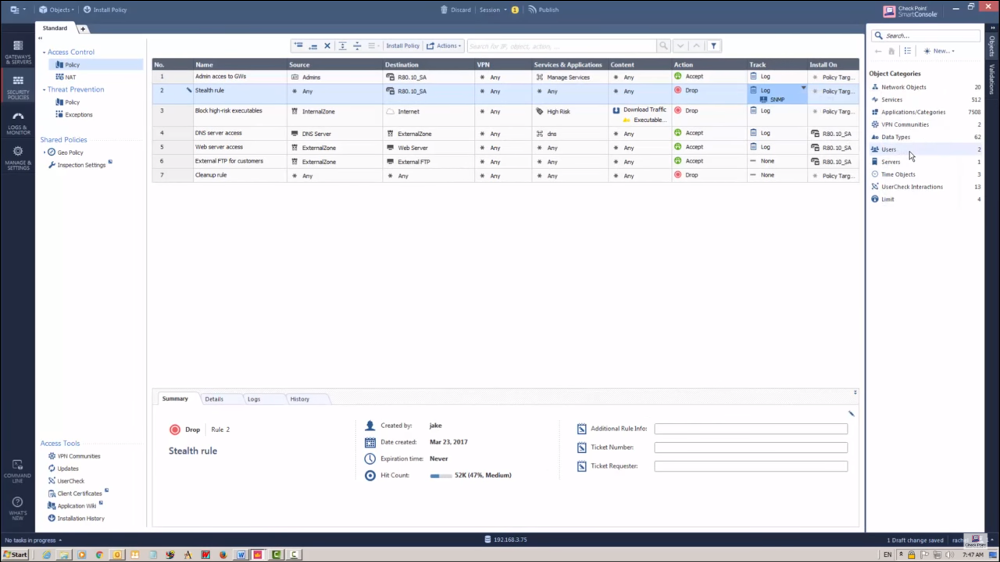 Objects Install Policy Discard Session 1 Publish Check Point SmartConsole
Standard +
Access Control
Policy
NAT
Threat Prevention
Policy
Exceptions
Shared Policies
Geo Policy
Inspection Settings
Access Tools
VPN Communities
Updates
UserCheck
Client Certificates
Application Wiki
Installation History
GATEWAYS & SERVERS
SECURITY POLICIES
LOGS & MONITOR
MANAGE & SETTINGS
COMMAND LINE
WHAT'S NEW
Install Policy Actions Search for IP, object, action, ...
No. Name Source Destination VPN Services & Applications Content Action Track Install On
1 Admin acces to GWs Admins R80.10_SA Any Manage Services Any Accept Log Policy Targ...
2 Stealth rule Any R80.10_SA Any Any Any Drop Log Policy Targ...
SNMP
3 Block high-risk executables InternalZone Internet Any High Risk Download Traffic Drop Log Policy Targ...
Executable...
4 DNS server access DNS Server ExternalZone Any dns Any Accept Log R80.10_SA
5 Web server access ExternalZone Web Server Any Any Any Accept Log R80.10_SA
6 External FTP for customers ExternalZone External FTP Any Any Any Accept None R80.10_SA
7 Cleanup rule Any Any Any Any Any Drop None Policy Targ...
Summary Details Logs History
Drop Rule 2
Stealth rule
Created by: jake
Date created: Mar 23, 2017
Expiration time: Never
Hit Count: 52K (47%, Medium)
Additional Rule Info:
Ticket Number:
Ticket Requester:
Search...
New...
Object Categories
Network Objects 20
Services 512
Applications/Categories 7508
VPN Communities 2
Data Types 62
Users 2
Servers 1
Time Objects 3
UserCheck Interactions 13
Limit 4
Objects
Validations
No tasks in progress 192.168.3.75 1 Draft change saved
Check Point
Start EN 7:47 AM